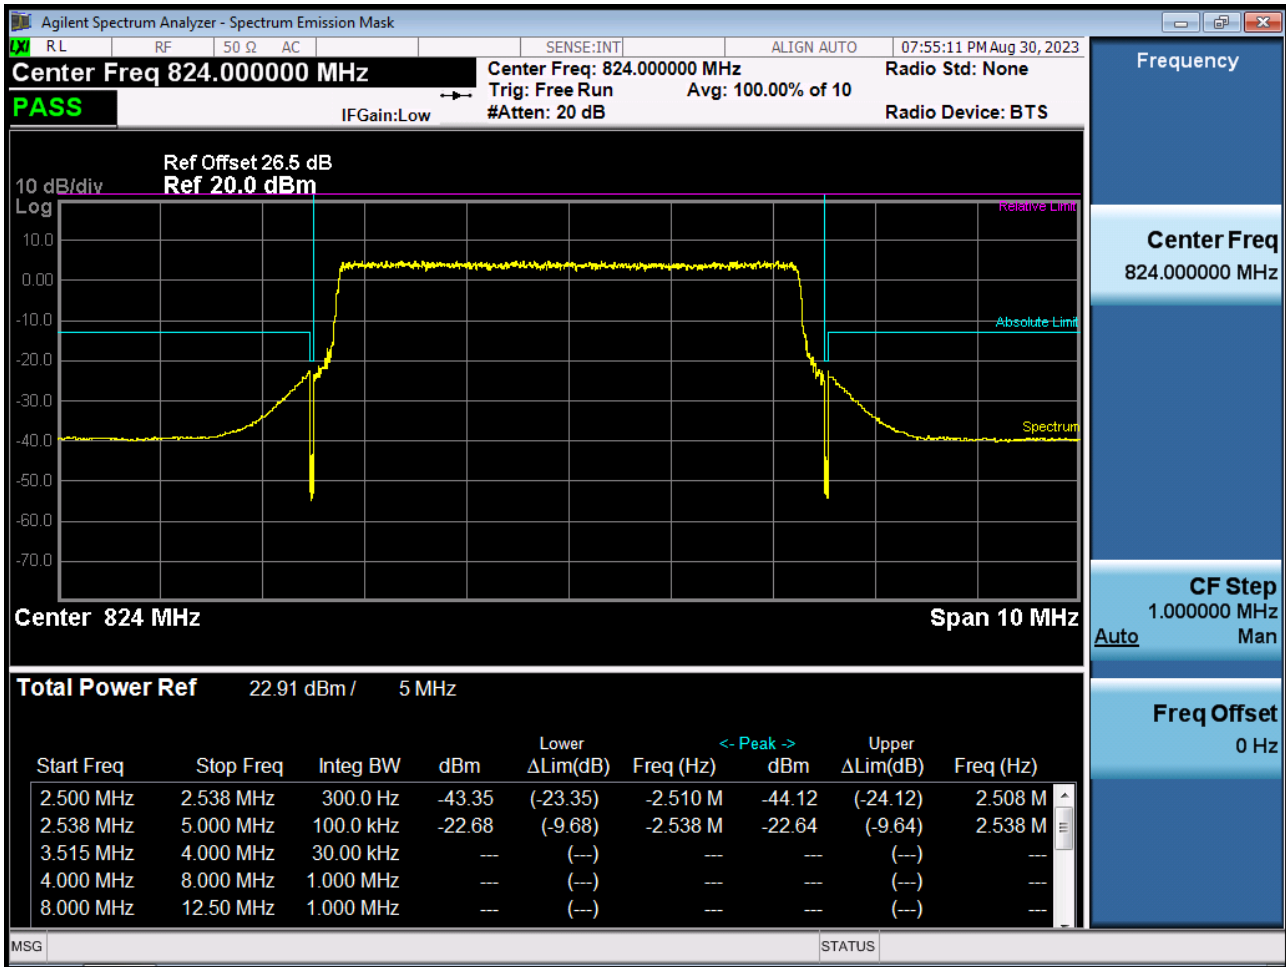 Agilent Spectrum Analyzer - Spectrum Emission Mask
LXI RL RF 50 Ω AC SENSE:INT ALIGN AUTO 07:55:11 PM Aug 30, 2023
Center Freq 824.000000 MHz
Center Freq: 824.000000 MHz
Radio Std: None
Trig: Free Run Avg: 100.00% of 10
PASS
IFGain:Low
#Atten: 20 dB
Radio Device: BTS
Ref Offset 26.5 dB
10 dB/div Ref 20.0 dBm
Log
Relative Limit
10.0
0.00
-10.0
Absolute Limit
-20.0
-30.0
Spectrum
-40.0
-50.0
-60.0
-70.0
Center 824 MHz Span 10 MHz
Total Power Ref 22.91 dBm / 5 MHz
Lower <- Peak -> Upper
Start Freq Stop Freq Integ BW dBm ΔLim(dB) Freq (Hz) dBm ΔLim(dB) Freq (Hz)
2.500 MHz 2.538 MHz 300.0 Hz -43.35 (-23.35) -2.510 M -44.12 (-24.12) 2.508 M
2.538 MHz 5.000 MHz 100.0 kHz -22.68 (-9.68) -2.538 M -22.64 (-9.64) 2.538 M
3.515 MHz 4.000 MHz 30.00 kHz --- (---) --- --- (---) ---
4.000 MHz 8.000 MHz 1.000 MHz --- (---) --- --- (---) ---
8.000 MHz 12.50 MHz 1.000 MHz --- (---) --- --- (---) ---
MSG STATUS
Frequency
Center Freq
824.000000 MHz
CF Step
1.000000 MHz
Auto Man
Freq Offset
0 Hz